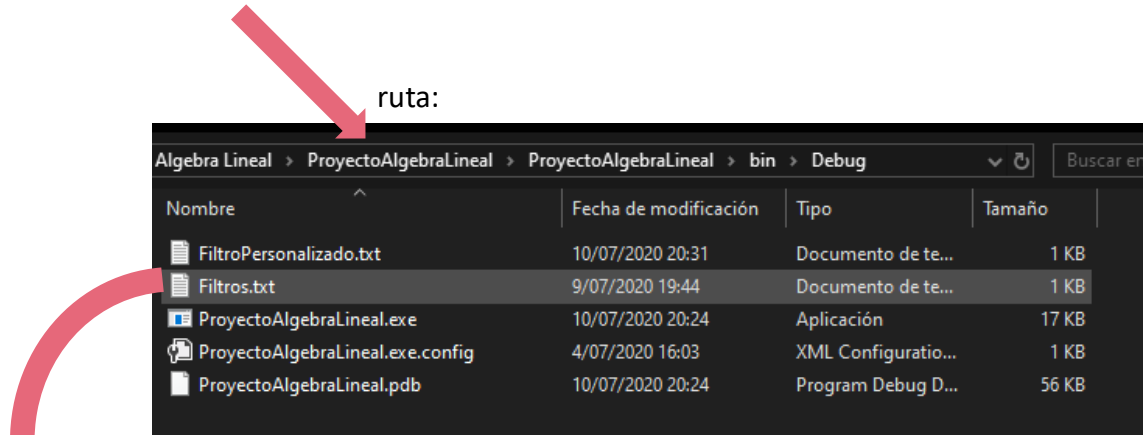 ruta:
Algebra Lineal > ProyectoAlgebraLineal > ProyectoAlgebraLineal > bin > Debug Buscar en
Nombre Fecha de modificación Tipo Tamaño
FiltroPersonalizado.txt 10/07/2020 20:31 Documento de te... 1 KB
Filtros.txt 9/07/2020 19:44 Documento de te... 1 KB
ProyectoAlgebraLineal.exe 10/07/2020 20:24 Aplicación 17 KB
ProyectoAlgebraLineal.exe.config 4/07/2020 16:03 XML Configuratio... 1 KB
ProyectoAlgebraLineal.pdb 10/07/2020 20:24 Program Debug D... 56 KB